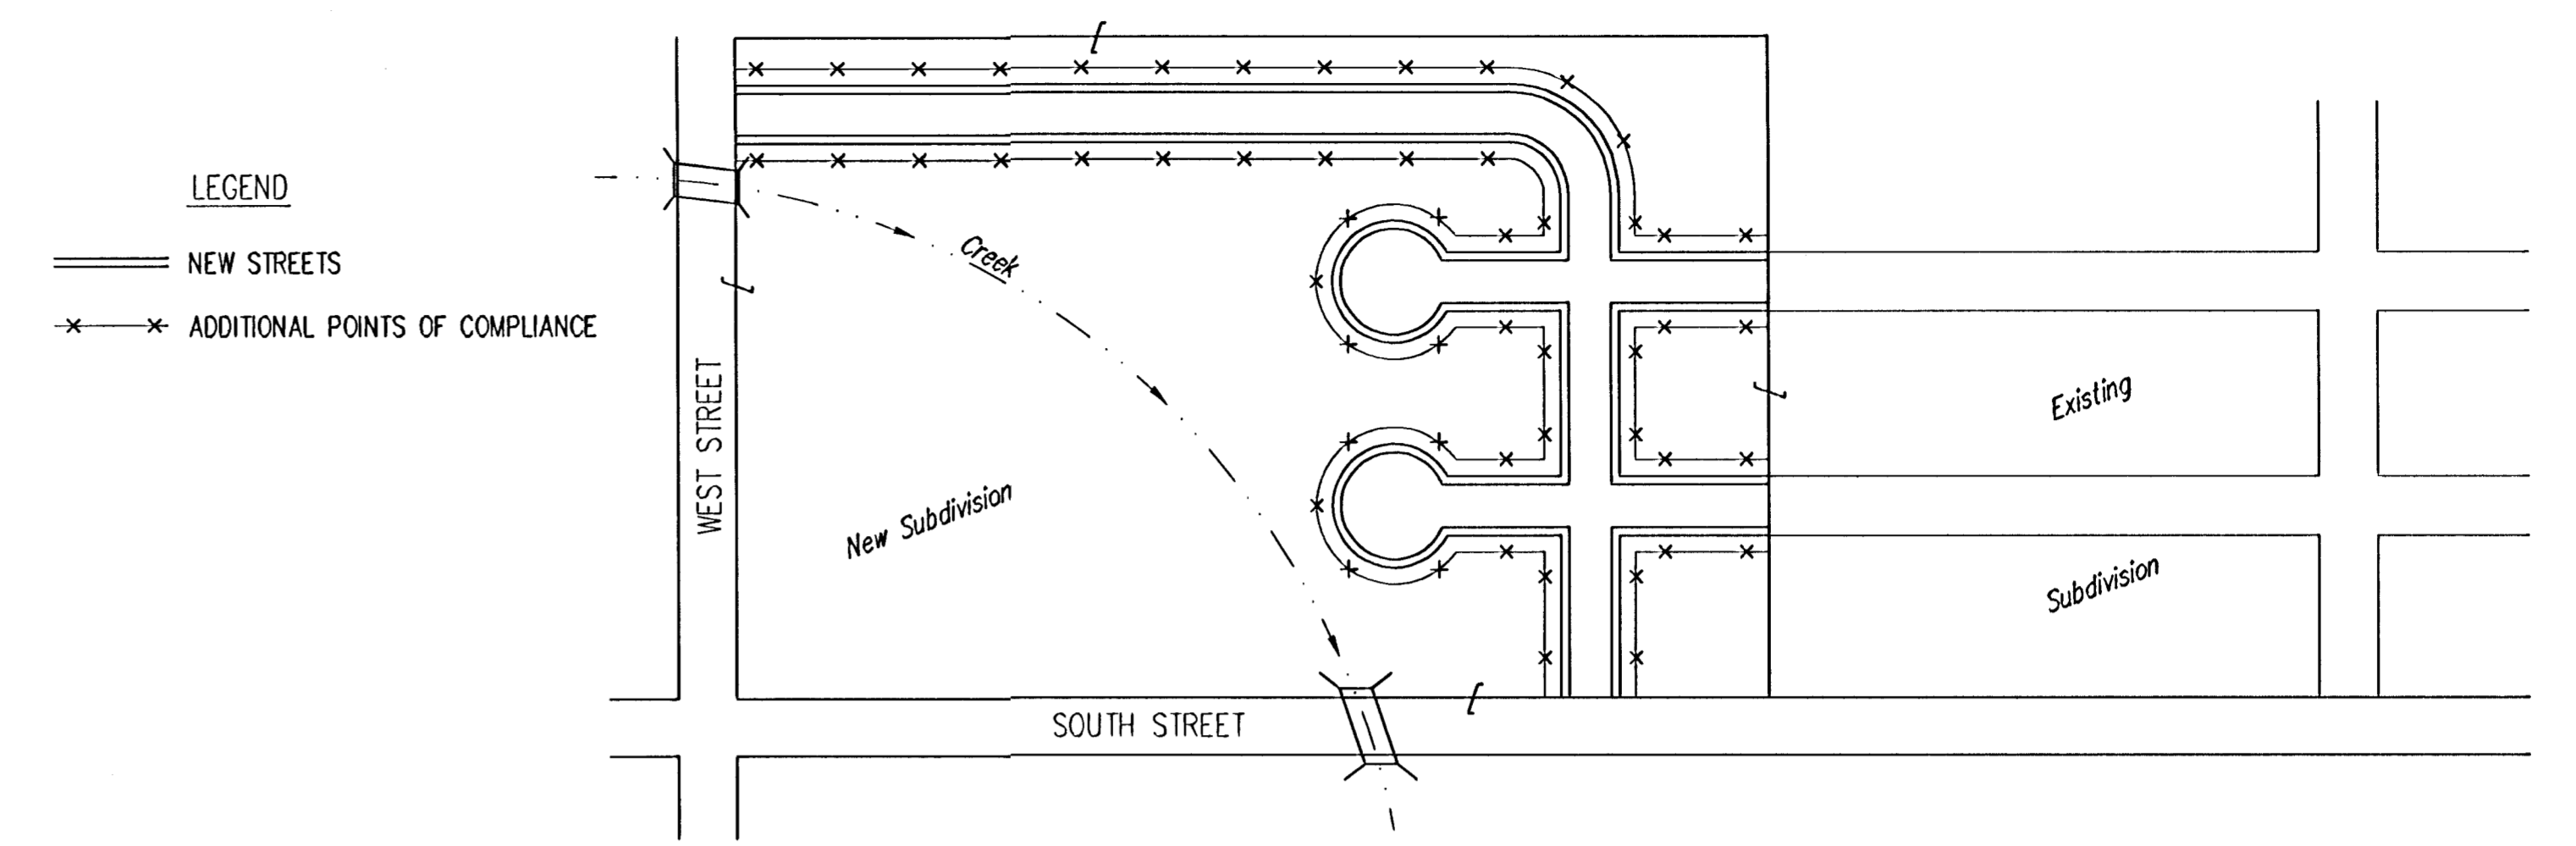 LEGEND
NEW STREETS
ADDITIONAL POINTS OF COMPLIANCE
Creek
WEST STREET
New Subdivision
Existing
Subdivision
SOUTH STREET